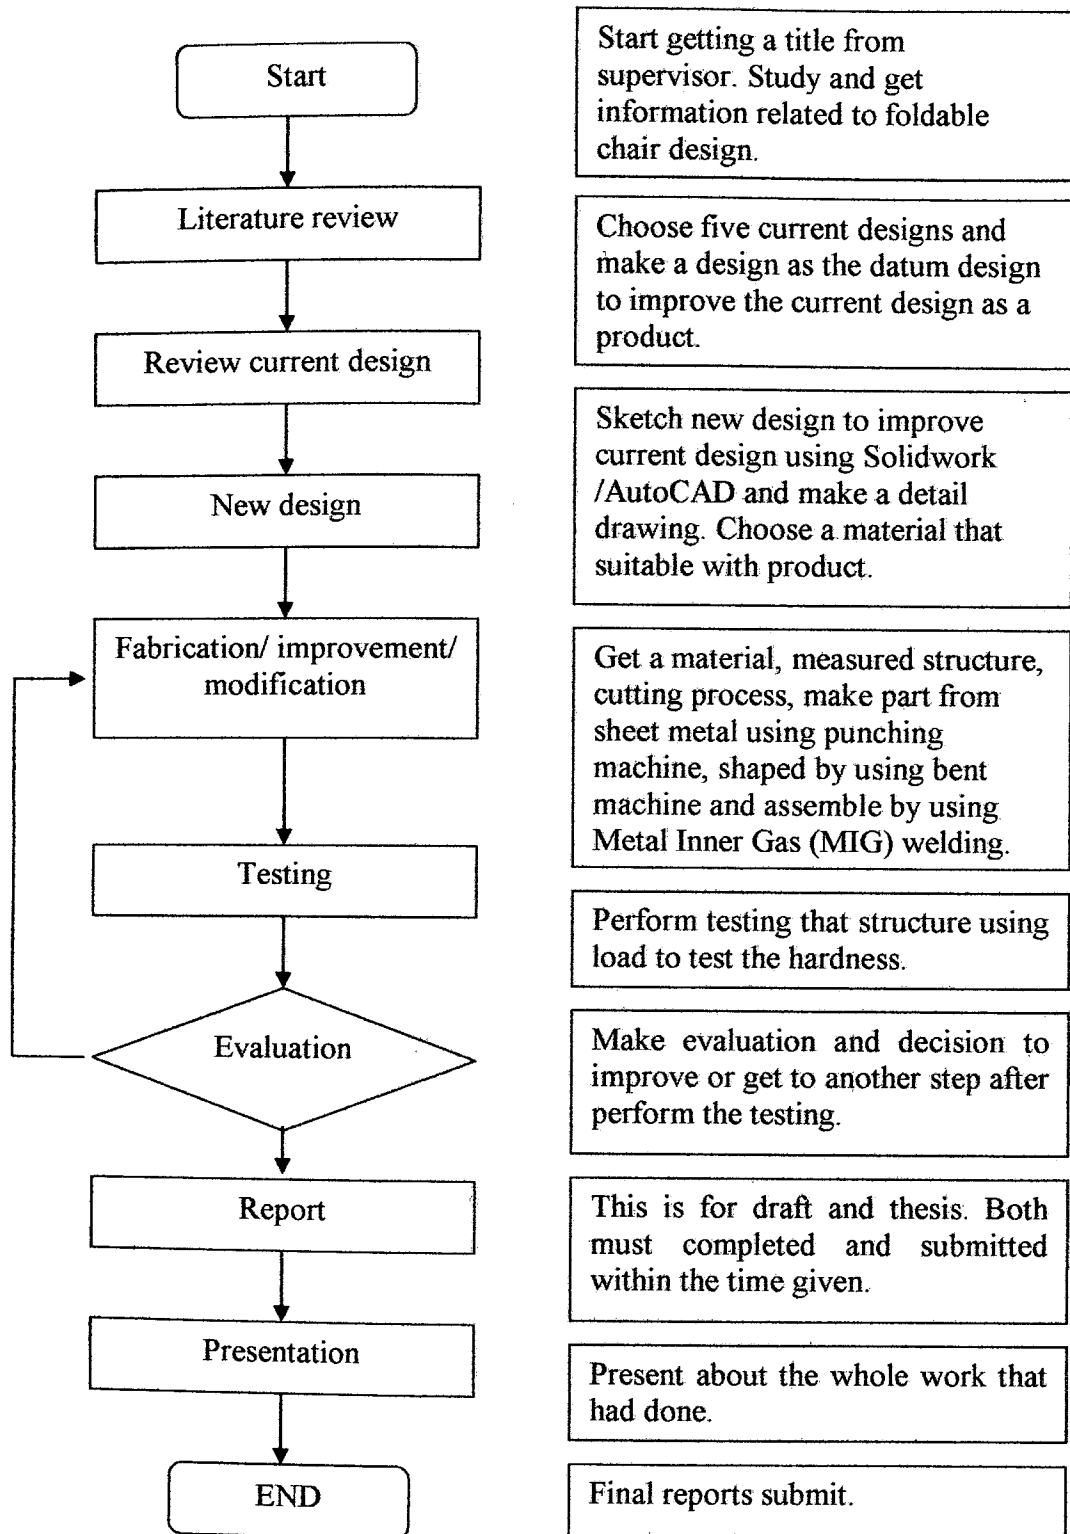 Start
Literature review
Review current design
New design
Fabrication/ improvement/
modification
Testing
Evaluation
Report
Presentation
END
Start getting a title from
supervisor. Study and get
information related to foldable
chair design.
Choose five current designs and
make a design as the datum design
to improve the current design as a
product.
Sketch new design to improve
current design using Solidwork
/AutoCAD and make a detail
drawing. Choose a material that
suitable with product.
Get a material, measured structure,
cutting process, make part from
sheet metal using punching
machine, shaped by using bent
machine and assemble by using
Metal Inner Gas (MIG) welding.
Perform testing that structure using
load to test the hardness.
Make evaluation and decision to
improve or get to another step after
perform the testing.
This is for draft and thesis. Both
must completed and submitted
within the time given.
Present about the whole work that
had done.
Final reports submit.